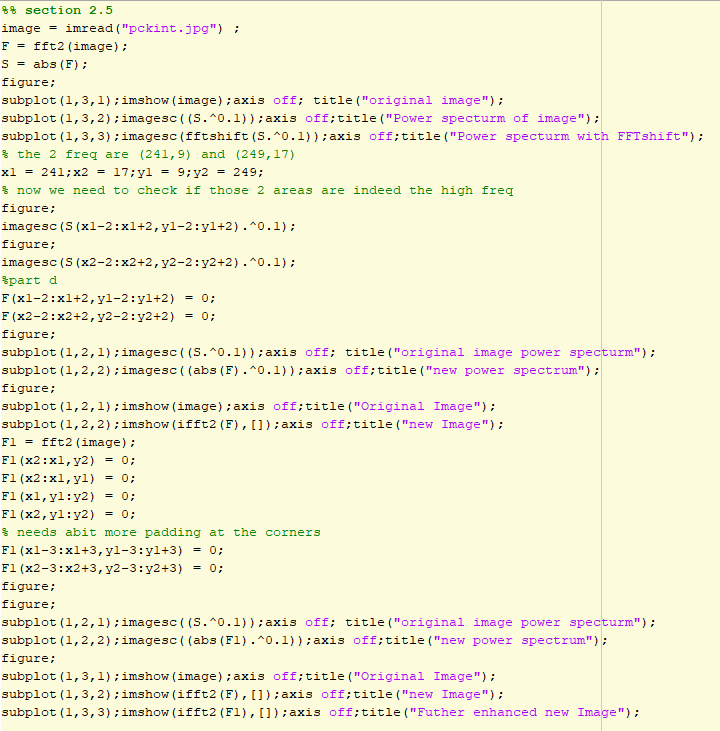 %% section 2.5
image = imread("pckint.jpg") ;
F = fft2(image);
S = abs(F);
figure;
subplot(1,3,1);imshow(image);axis off; title("original image");
subplot(1,3,2);imagesc((S.^0.1));axis off;title("Power specturm of image");
subplot(1,3,3);imagesc(fftshift(S.^0.1));axis off;title("Power specturm with FFTshift");
% the 2 freq are (241,9) and (249,17)
x1 = 241;x2 = 17;y1 = 9;y2 = 249;
% now we need to check if those 2 areas are indeed the high freq
figure;
imagesc(S(x1-2:x1+2,y1-2:y1+2).^0.1);
figure;
imagesc(S(x2-2:x2+2,y2-2:y2+2).^0.1);
%part d
F(x1-2:x1+2,y1-2:y1+2) = 0;
F(x2-2:x2+2,y2-2:y2+2) = 0;
figure;
subplot(1,2,1);imagesc((S.^0.1));axis off; title("original image power specturm");
subplot(1,2,2);imagesc((abs(F).^0.1));axis off;title("new power spectrum");
figure;
subplot(1,2,1);imshow(image);axis off;title("Original Image");
subplot(1,2,2);imshow(ifft2(F),[]);axis off;title("new Image");
F1 = fft2(image);
F1(x2:x1,y2) = 0;
F1(x2:x1,y1) = 0;
F1(x1,y1:y2) = 0;
F1(x2,y1:y2) = 0;
% needs abit more padding at the corners
F1(x1-3:x1+3,y1-3:y1+3) = 0;
F1(x2-3:x2+3,y2-3:y2+3) = 0;
figure;
figure;
subplot(1,2,1);imagesc((S.^0.1));axis off; title("original image power specturm");
subplot(1,2,2);imagesc((abs(F1).^0.1));axis off;title("new power spectrum");
figure;
subplot(1,3,1);imshow(image);axis off;title("Original Image");
subplot(1,3,2);imshow(ifft2(F),[]);axis off;title("new Image");
subplot(1,3,3);imshow(ifft2(F1),[]);axis off;title("Futher enhanced new Image");